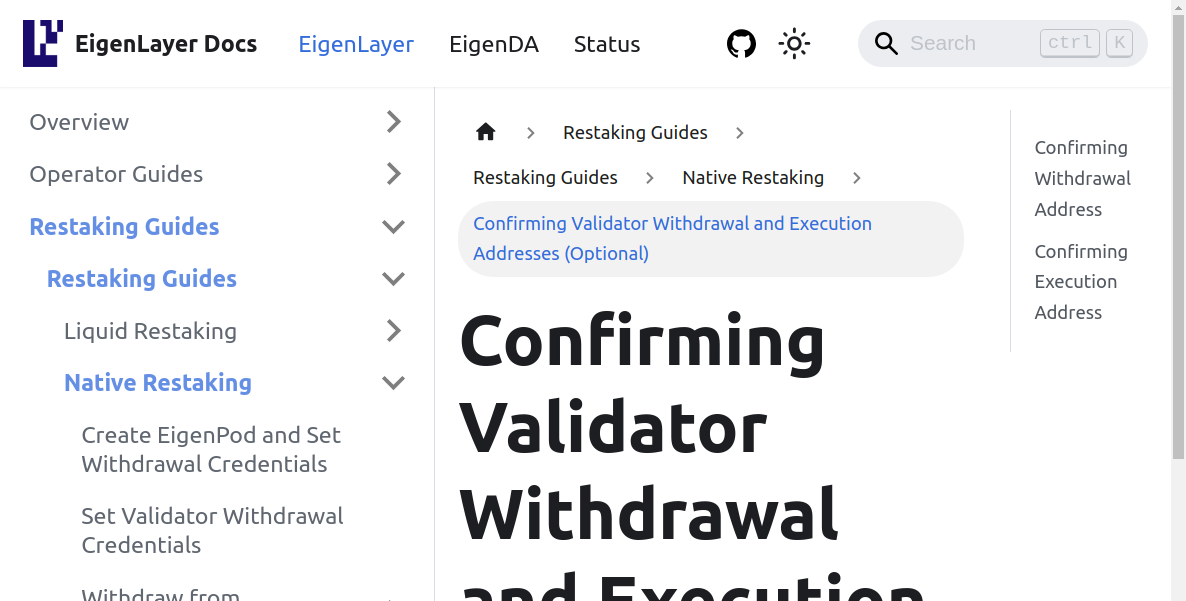 EigenLayer Docs
EigenLayer
EigenDA
Status
Search
ctrl
K
Overview
Operator Guides
Restaking Guides
Restaking Guides
Liquid Restaking
Native Restaking
Create EigenPod and Set
Withdrawal Credentials
Set Validator Withdrawal
Credentials
Withdraw from
Restaking Guides
Restaking Guides
Native Restaking
Confirming Validator Withdrawal and Execution
Addresses (Optional)
Confirming
Validator
Withdrawal
and Execution
Confirming
Withdrawal
Address
Confirming
Execution
Address